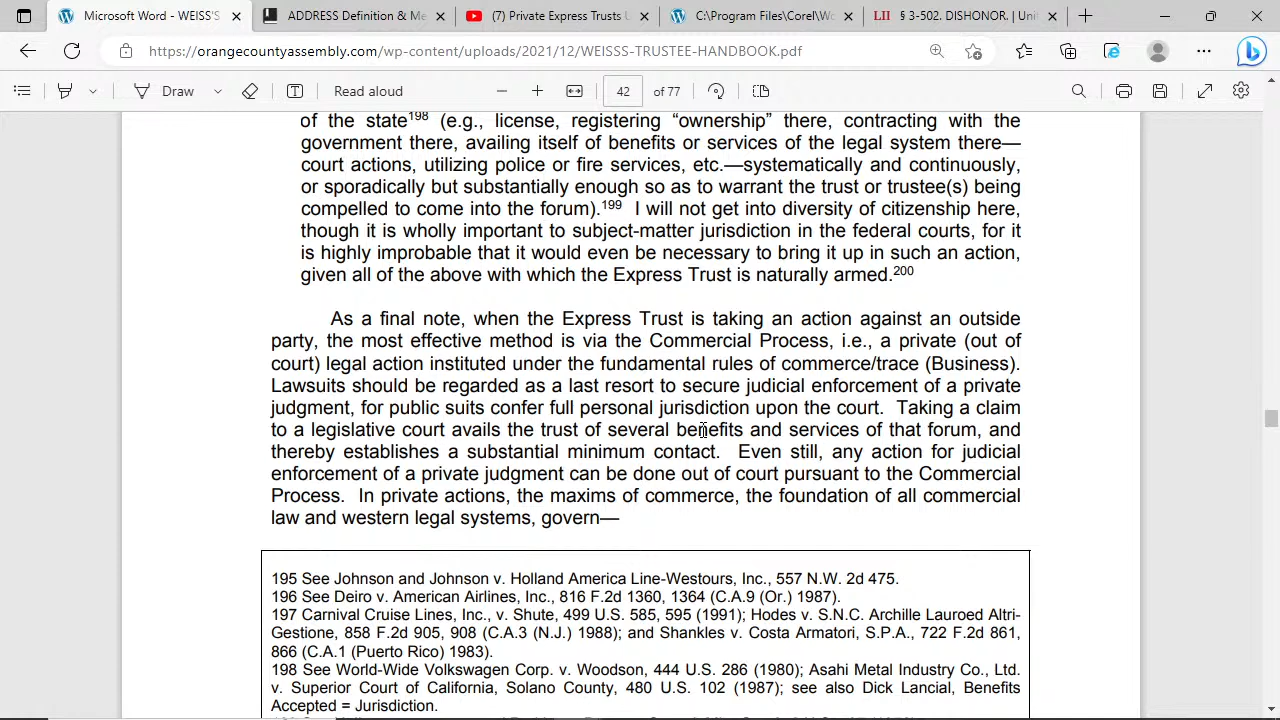 Microsoft Word - WEISS'S
ADDRESS Definition & Me
(7) Private Express Trusts
C:\Program Files\Corel\Wo
LII § 3-502. DISHONOR. | Uni
https://orangecountyassembly.com/wp-content/uploads/2021/12/WEISSS-TRUSTEE-HANDBOOK.pdf
Draw
Read aloud
42 of 77
of the state198 (e.g., license, registering “ownership” there, contracting with the
government there, availing itself of benefits or services of the legal system there—
court actions, utilizing police or fire services, etc.—systematically and continuously,
or sporadically but substantially enough so as to warrant the trust or trustee(s) being
compelled to come into the forum).199 I will not get into diversity of citizenship here,
though it is wholly important to subject-matter jurisdiction in the federal courts, for it
is highly improbable that it would even be necessary to bring it up in such an action,
given all of the above with which the Express Trust is naturally armed.200
As a final note, when the Express Trust is taking an action against an outside
party, the most effective method is via the Commercial Process, i.e., a private (out of
court) legal action instituted under the fundamental rules of commerce/trace (Business).
Lawsuits should be regarded as a last resort to secure judicial enforcement of a private
judgment, for public suits confer full personal jurisdiction upon the court. Taking a claim
to a legislative court avails the trust of several benefits and services of that forum, and
thereby establishes a substantial minimum contact. Even still, any action for judicial
enforcement of a private judgment can be done out of court pursuant to the Commercial
Process. In private actions, the maxims of commerce, the foundation of all commercial
law and western legal systems, govern—
195 See Johnson and Johnson v. Holland America Line-Westours, Inc., 557 N.W. 2d 475.
196 See Deiro v. American Airlines, Inc., 816 F.2d 1360, 1364 (C.A.9 (Or.) 1987).
197 Carnival Cruise Lines, Inc., v. Shute, 499 U.S. 585, 595 (1991); Hodes v. S.N.C. Archille Lauroed Altri-
Gestione, 858 F.2d 905, 908 (C.A.3 (N.J.) 1988); and Shankles v. Costa Armatori, S.P.A., 722 F.2d 861,
866 (C.A.1 (Puerto Rico) 1983).
198 See World-Wide Volkswagen Corp. v. Woodson, 444 U.S. 286 (1980); Asahi Metal Industry Co., Ltd.
v. Superior Court of California, Solano County, 480 U.S. 102 (1987); see also Dick Lancial, Benefits
Accepted = Jurisdiction.